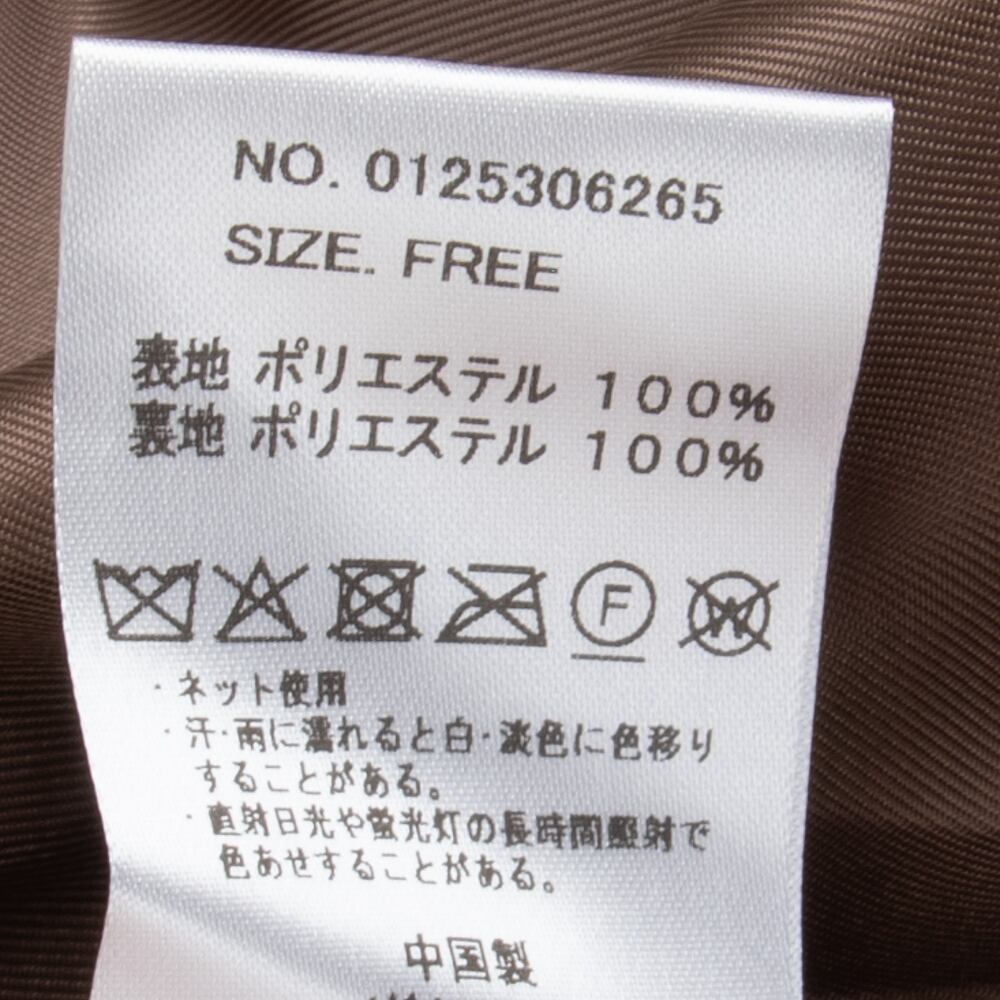 NO. 0125306265
SIZE. FREE
表地 ポリエステル 100%
裏地 ポリエステル 100%
F W
・ネット使用
・汗・雨に濡れると白・淡色に色移り
することがある。
・直射日光や蛍光灯の長時間照射で
色あせすることがある。
中国製